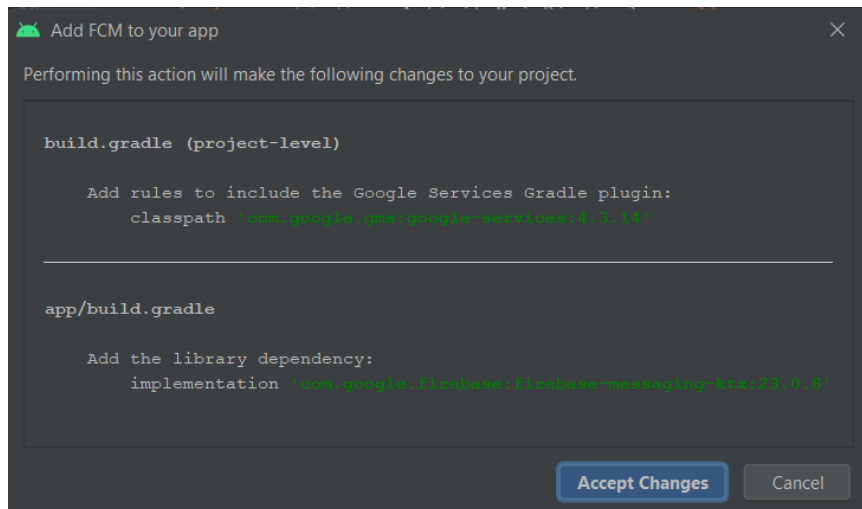 Add FCM to your app
Performing this action will make the following changes to your project.
build.gradle (project-level)
Add rules to include the Google Services Gradle plugin:
classpath 'com.google.gms:google-services:4.3.14'
app/build.gradle
Add the library dependency:
implementation 'com.google.firebase:firebase-messaging-ktx:23.0.8'
Accept Changes
Cancel